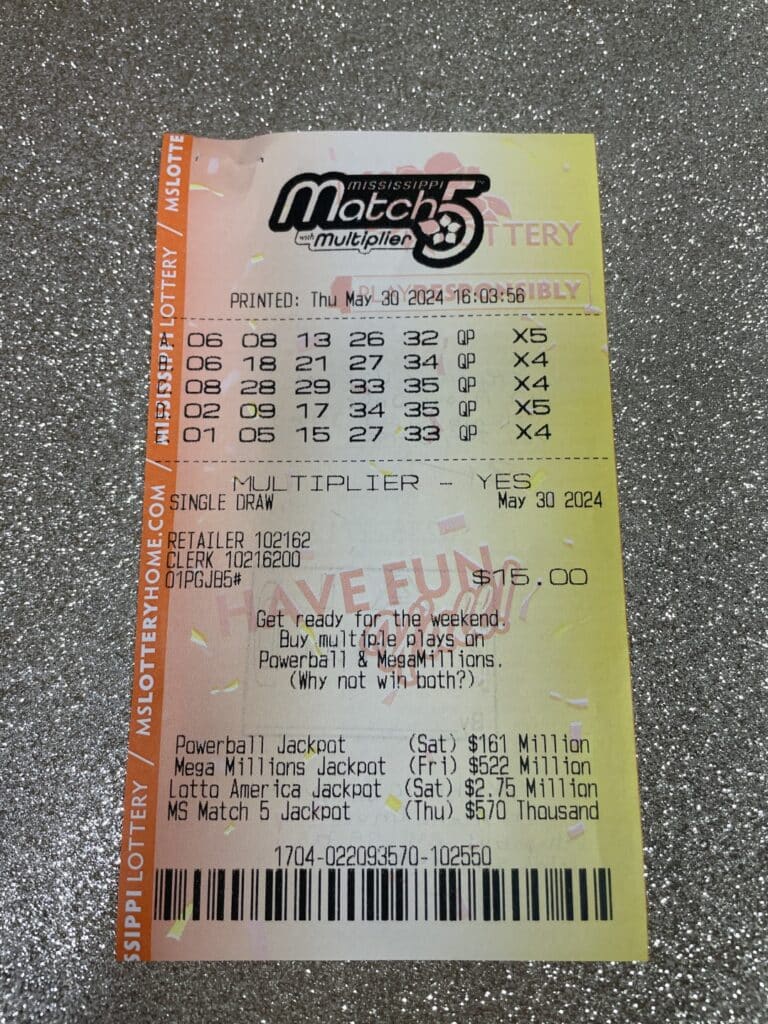 MISSISSIPPI
Match 5
with Multiplier
LOTTERY
PLAY RESPONSIBLY
PRINTED: Thu May 30 2024 16:03:56
A. 06 08 13 26 32 QP X5
B. 06 18 21 27 34 QP X4
C. 08 28 29 33 35 QP X4
D. 02 09 17 34 35 QP X5
E. 01 05 15 27 33 QP X4
MULTIPLIER - YES
SINGLE DRAW May 30 2024
RETAILER 102162
CLERK 10216200
01PGJB5# $15.00
HAVE FUN
Y'all!
Get ready for the weekend.
Buy multiple plays on
Powerball & MegaMillions.
(Why not win both?)
Powerball Jackpot (Sat) $161 Million
Mega Millions Jackpot (Fri) $522 Million
Lotto America Jackpot (Sat) $2.75 Million
MS Match 5 Jackpot (Thu) $570 Thousand
1704-022093570-102550
SSIPPI LOTTERY / MSLOTTERYHOME.COM / MISSISSIPPI LOTTERY / MSLOTTE